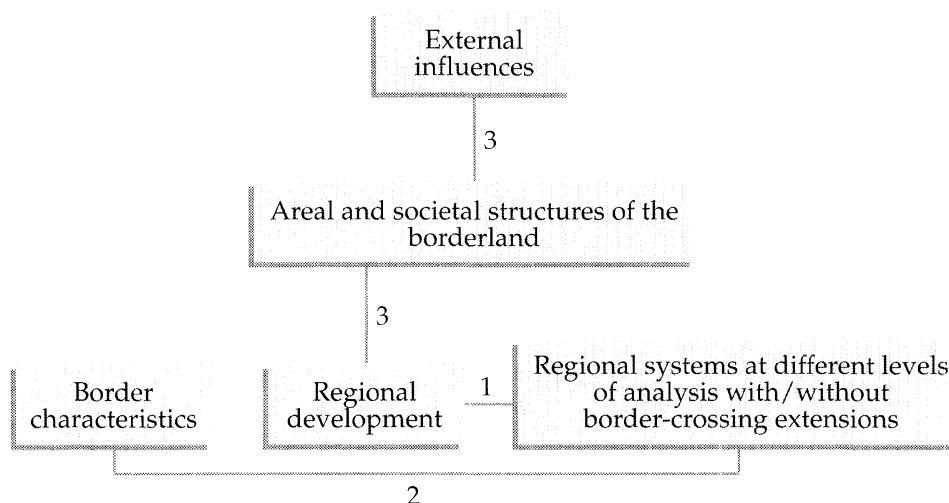 External
influences
3
Areal and societal structures of the
borderland
3
Border
characteristics
Regional
development
1
Regional systems at different levels
of analysis with/without
border-crossing extensions
2